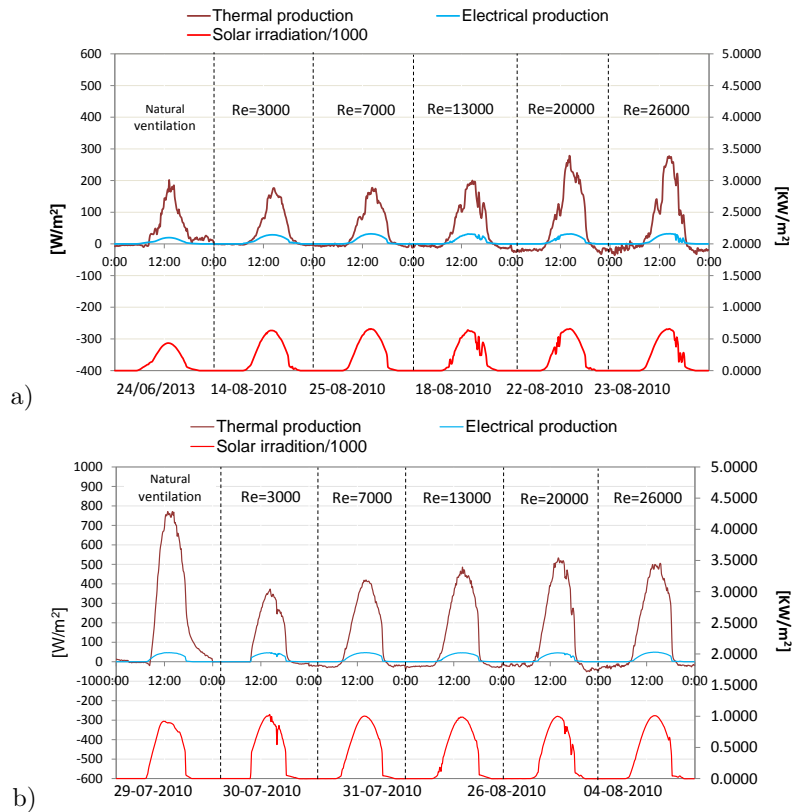 Thermal production Electrical production
Solar irradiation/1000
600 5.0000
500 4.5000
400 4.0000
300 3.5000
200 3.0000
100 2.5000
0 2.0000
-100 1.5000
-200 1.0000
-300 0.5000
-400 0.0000
[W/m²]
[KW/m²]
Natural
ventilation
Re=3000 Re=7000 Re=13000 Re=20000 Re=26000
0:00 12:00 0:00 12:00 0:00 12:00 0:00 12:00 0:00 12:00 0:00 12:00 0:00
24/06/2013 14-08-2010 25-08-2010 18-08-2010 22-08-2010 23-08-2010
a)
Thermal production Electrical production
Solar irradition/1000
1000 5.0000
900 4.5000
800 4.0000
700 3.5000
600 3.0000
500 2.5000
400 2.0000
300 1.5000
200 1.0000
100 0.5000
0 0.0000
-100
-200
-300
-400
-500
-600
[W/m²]
[KW/m²]
Natural
ventilation
Re=3000 Re=7000 Re=13000 Re=20000 Re=26000
0:00 12:00 0:00 12:00 0:00 12:00 0:00 12:00 0:00 12:00 0:00 12:00 0:00
29-07-2010 30-07-2010 31-07-2010 26-08-2010 04-08-2010
b)